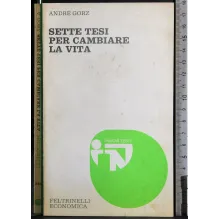 ANDRÉ GORZ
SETTE TESI
PER CAMBIARE
LA VITA
FELTRINELLI
ECONOMICA